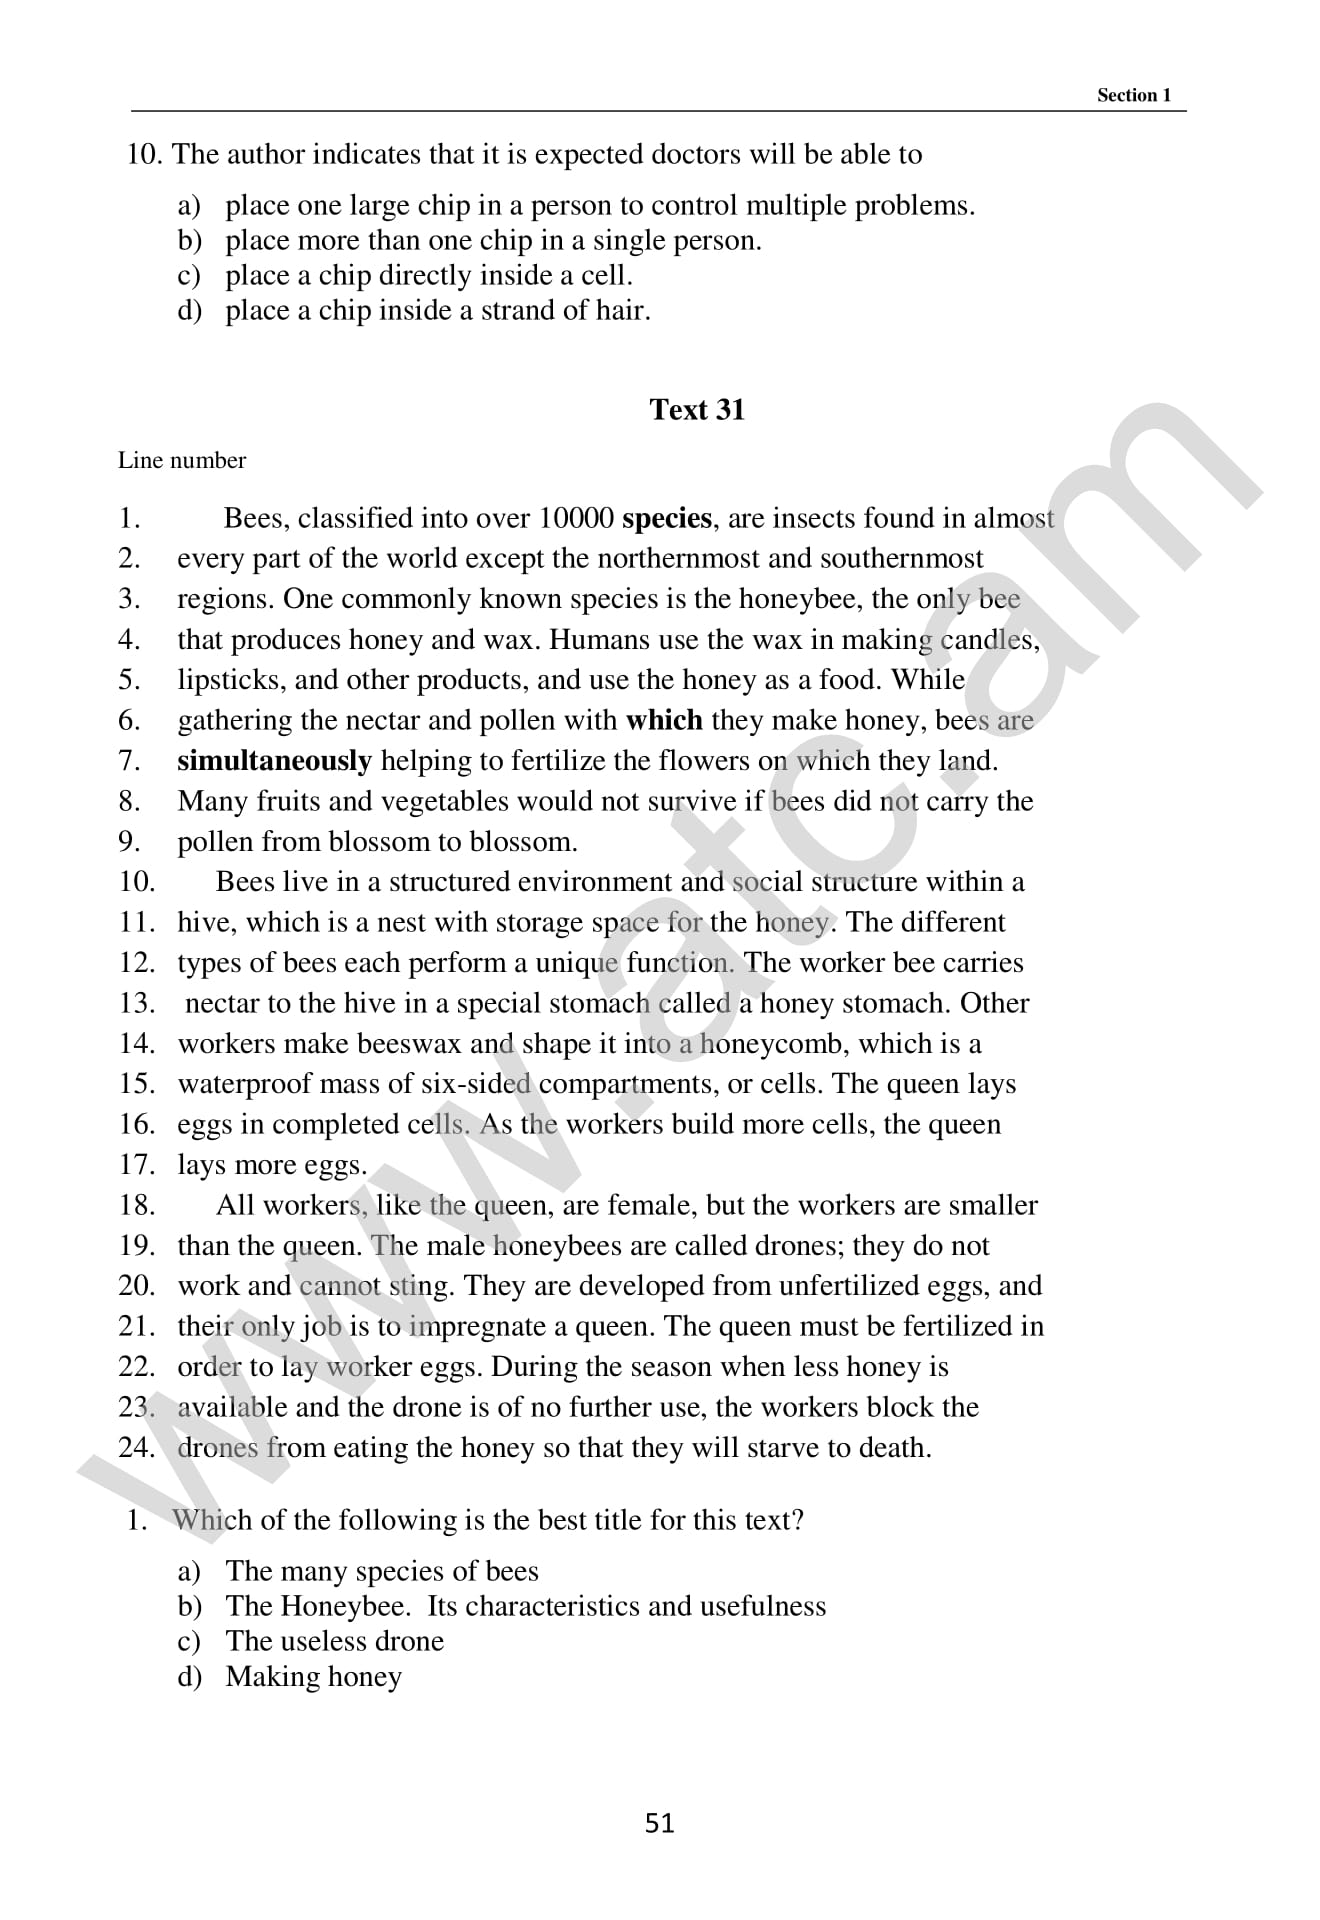 Section 1
10. The author indicates that it is expected doctors will be able to
a) place one large chip in a person to control multiple problems.
b) place more than one chip in a single person.
c) place a chip directly inside a cell.
d) place a chip inside a strand of hair.
Text 31
Line number
1. Bees, classified into over 10000 species, are insects found in almost
2. every part of the world except the northernmost and southernmost
3. regions. One commonly known species is the honeybee, the only bee
4. that produces honey and wax. Humans use the wax in making candles,
5. lipsticks, and other products, and use the honey as a food. While
6. gathering the nectar and pollen with which they make honey, bees are
7. simultaneously helping to fertilize the flowers on which they land.
8. Many fruits and vegetables would not survive if bees did not carry the
9. pollen from blossom to blossom.
10. Bees live in a structured environment and social structure within a
11. hive, which is a nest with storage space for the honey. The different
12. types of bees each perform a unique function. The worker bee carries
13. nectar to the hive in a special stomach called a honey stomach. Other
14. workers make beeswax and shape it into a honeycomb, which is a
15. waterproof mass of six-sided compartments, or cells. The queen lays
16. eggs in completed cells. As the workers build more cells, the queen
17. lays more eggs.
18. All workers, like the queen, are female, but the workers are smaller
19. than the queen. The male honeybees are called drones; they do not
20. work and cannot sting. They are developed from unfertilized eggs, and
21. their only job is to impregnate a queen. The queen must be fertilized in
22. order to lay worker eggs. During the season when less honey is
23. available and the drone is of no further use, the workers block the
24. drones from eating the honey so that they will starve to death.
1. Which of the following is the best title for this text?
a) The many species of bees
b) The Honeybee. Its characteristics and usefulness
c) The useless drone
d) Making honey
51
www.atc.am